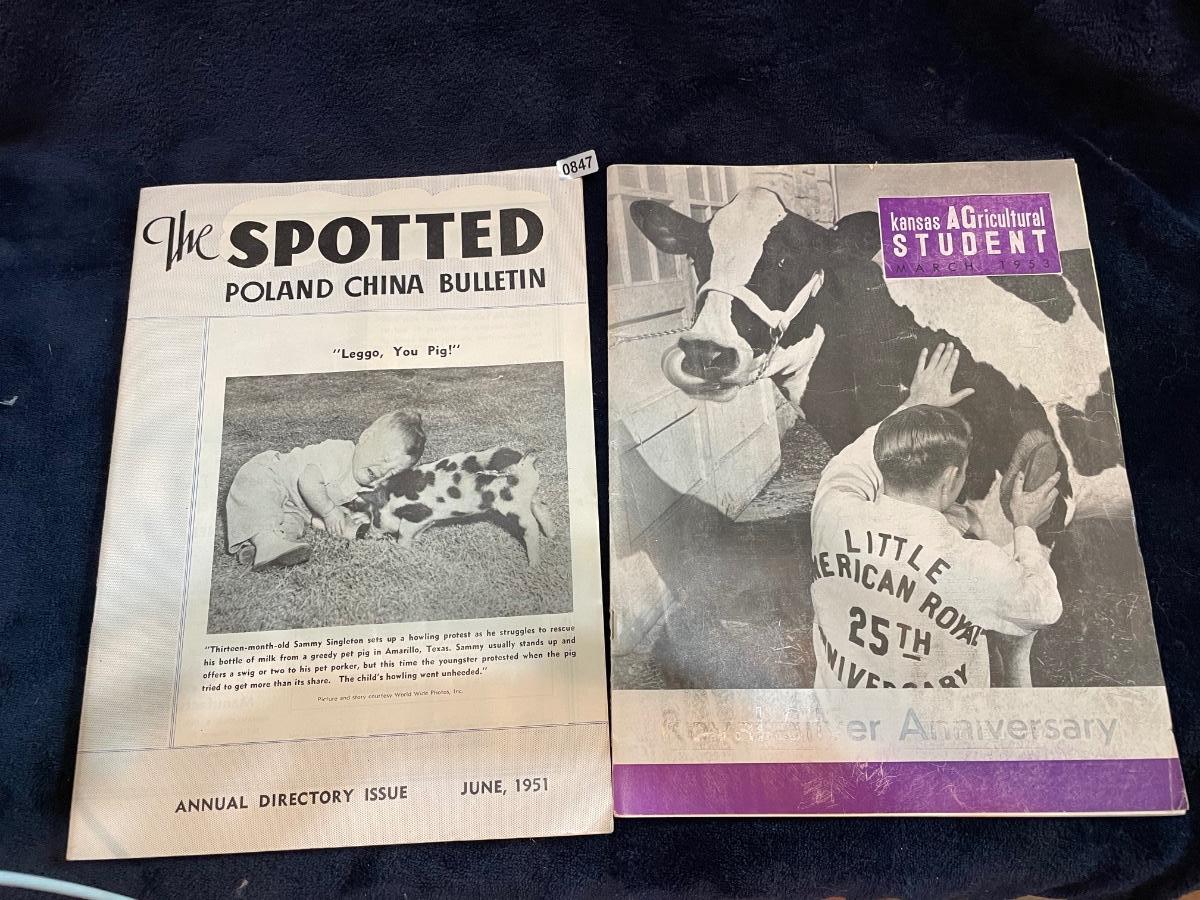 0847
The SPOTTED
POLAND CHINA BULLETIN
"Leggo, You Pig!"
"Thirteen-month-old Sammy Singleton sets up a howling protest as he struggles to rescue
his bottle of milk from a greedy pet pig in Amarillo, Texas. Sammy usually stands up and
offers a swig or two to his pet porker, but this time the youngster protested when the pig
tried to get more than its share. The child's howling went unheeded."
Picture and story courtesy World Wide Photos, Inc.
ANNUAL DIRECTORY ISSUE JUNE, 1951
kansas AGricultural
STUDENT
MARCH 1953
LITTLE
MERICAN ROYAL
25TH
NNIVERSARY
Royal Silver Anniversary